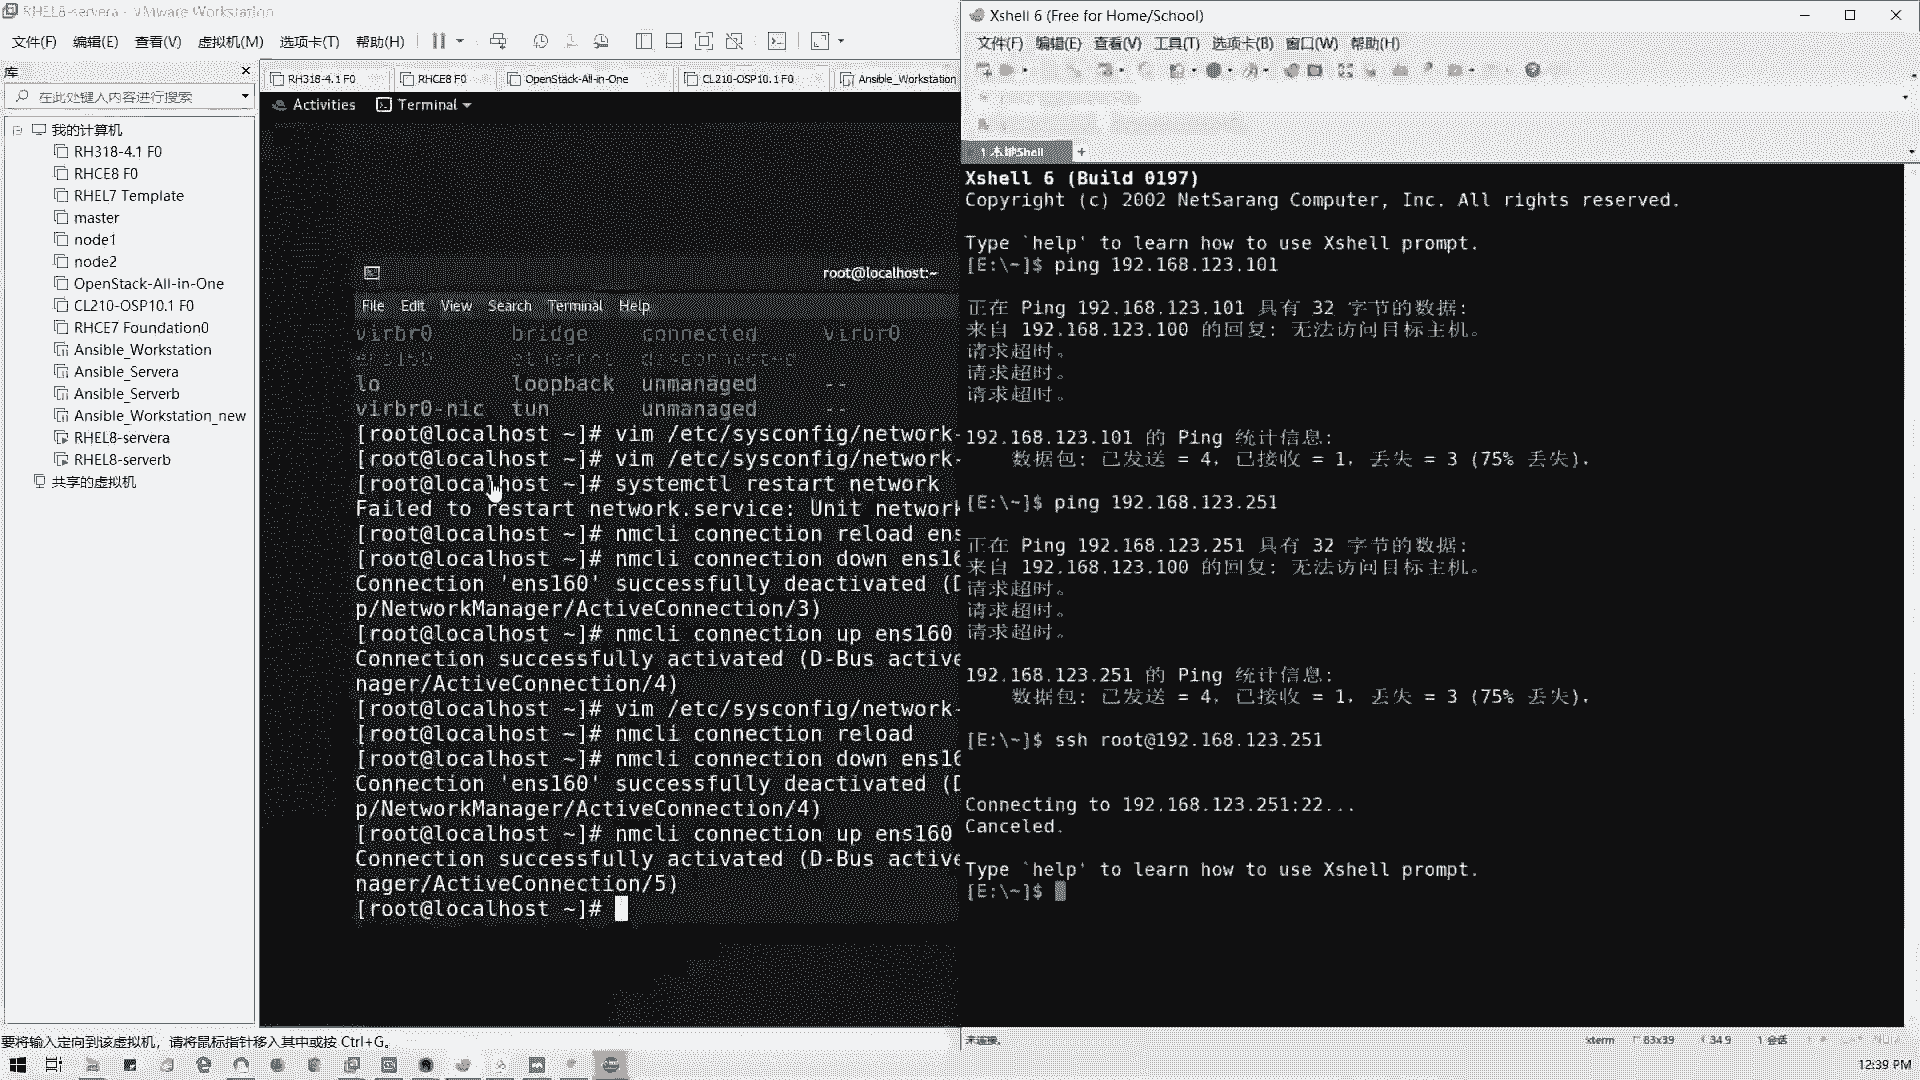 RHEL8-servera - VMware Workstation
文件(F) 编辑(E) 查看(V) 虚拟机(M) 选项卡(T) 帮助(H)
库
在此处键入内容进行搜索
我的计算机
RH318-4.1 F0
RHCE8 F0
RHEL7 Template
master
node1
node2
OpenStack-All-in-One
CL210-OSP10.1 F0
RHCE7 Foundation0
Ansible_Workstation
Ansible_Servera
Ansible_Serverb
Ansible_Workstation_new
RHEL8-servera
RHEL8-serverb
共享的虚拟机
RH318-4.1 F0 RHCE8 F0 OpenStack-All-in-One CL210-OSP10.1 F0 Ansible_Workstation
Activities Terminal
root@localhost:~
File Edit View Search Terminal Help
virbr0 bridge connected virbr0
ens160 ethernet disconnected
lo loopback unmanaged --
virbr0-nic tun unmanaged --
[root@localhost ~]# vim /etc/sysconfig/network-
[root@localhost ~]# vim /etc/sysconfig/network-
[root@localhost ~]# systemctl restart network
Failed to restart network.service: Unit network
[root@localhost ~]# nmcli connection reload ens
[root@localhost ~]# nmcli connection down ens16
Connection 'ens160' successfully deactivated (D
p/NetworkManager/ActiveConnection/3)
[root@localhost ~]# nmcli connection up ens160
Connection successfully activated (D-Bus active
nager/ActiveConnection/4)
[root@localhost ~]# vim /etc/sysconfig/network-
[root@localhost ~]# nmcli connection reload
[root@localhost ~]# nmcli connection down ens16
Connection 'ens160' successfully deactivated (D
p/NetworkManager/ActiveConnection/4)
[root@localhost ~]# nmcli connection up ens160
Connection successfully activated (D-Bus active
nager/ActiveConnection/5)
[root@localhost ~]#
要将输入定向到该虚拟机，请将鼠标指针移入其中或按 Ctrl+G。
Xshell 6 (Free for Home/School)
文件(F) 编辑(E) 查看(V) 工具(T) 选项卡(B) 窗口(W) 帮助(H)
1 本地Shell +
Xshell 6 (Build 0197)
Copyright (c) 2002 NetSarang Computer, Inc. All rights reserved.
Type `help' to learn how to use Xshell prompt.
[E:\~]$ ping 192.168.123.101
正在 Ping 192.168.123.101 具有 32 字节的数据:
来自 192.168.123.100 的回复: 无法访问目标主机。
请求超时。
请求超时。
请求超时。
192.168.123.101 的 Ping 统计信息:
数据包: 已发送 = 4, 已接收 = 1, 丢失 = 3 (75% 丢失),
[E:\~]$ ping 192.168.123.251
正在 Ping 192.168.123.251 具有 32 字节的数据:
来自 192.168.123.100 的回复: 无法访问目标主机。
请求超时。
请求超时。
请求超时。
192.168.123.251 的 Ping 统计信息:
数据包: 已发送 = 4, 已接收 = 1, 丢失 = 3 (75% 丢失),
[E:\~]$ ssh root@192.168.123.251
Connecting to 192.168.123.251:22...
Canceled.
Type `help' to learn how to use Xshell prompt.
[E:\~]$
未连接。 xterm 83x39 34,9 1 会话
12:39 PM